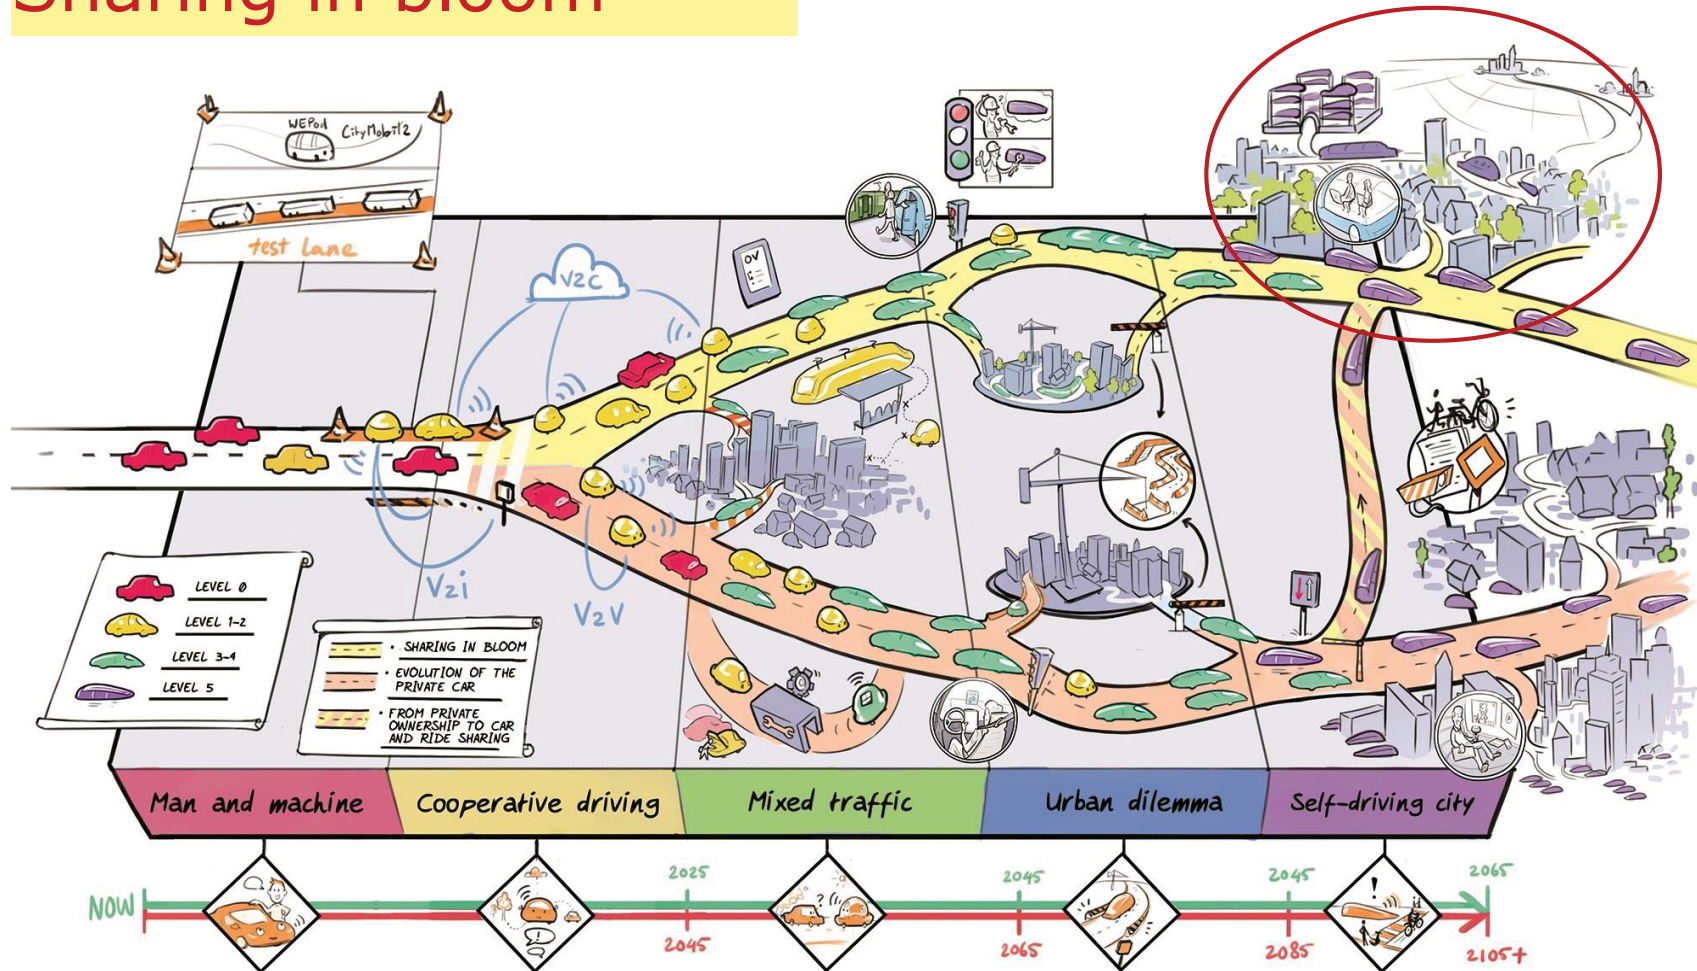 Sharing in bloom
WEPod
CityMobil2
test lane
V2C
OV
V2i
V2V
LEVEL 0
LEVEL 1-2
LEVEL 3-4
LEVEL 5
• SHARING IN BLOOM
• EVOLUTION OF THE
PRIVATE CAR
• FROM PRIVATE
OWNERSHIP TO CAR
AND RIDE SHARING
Man and machine
Cooperative driving
Mixed traffic
Urban dilemma
Self-driving city
NOW
2025
2045
2045
2065
2045
2065
2085
2105+